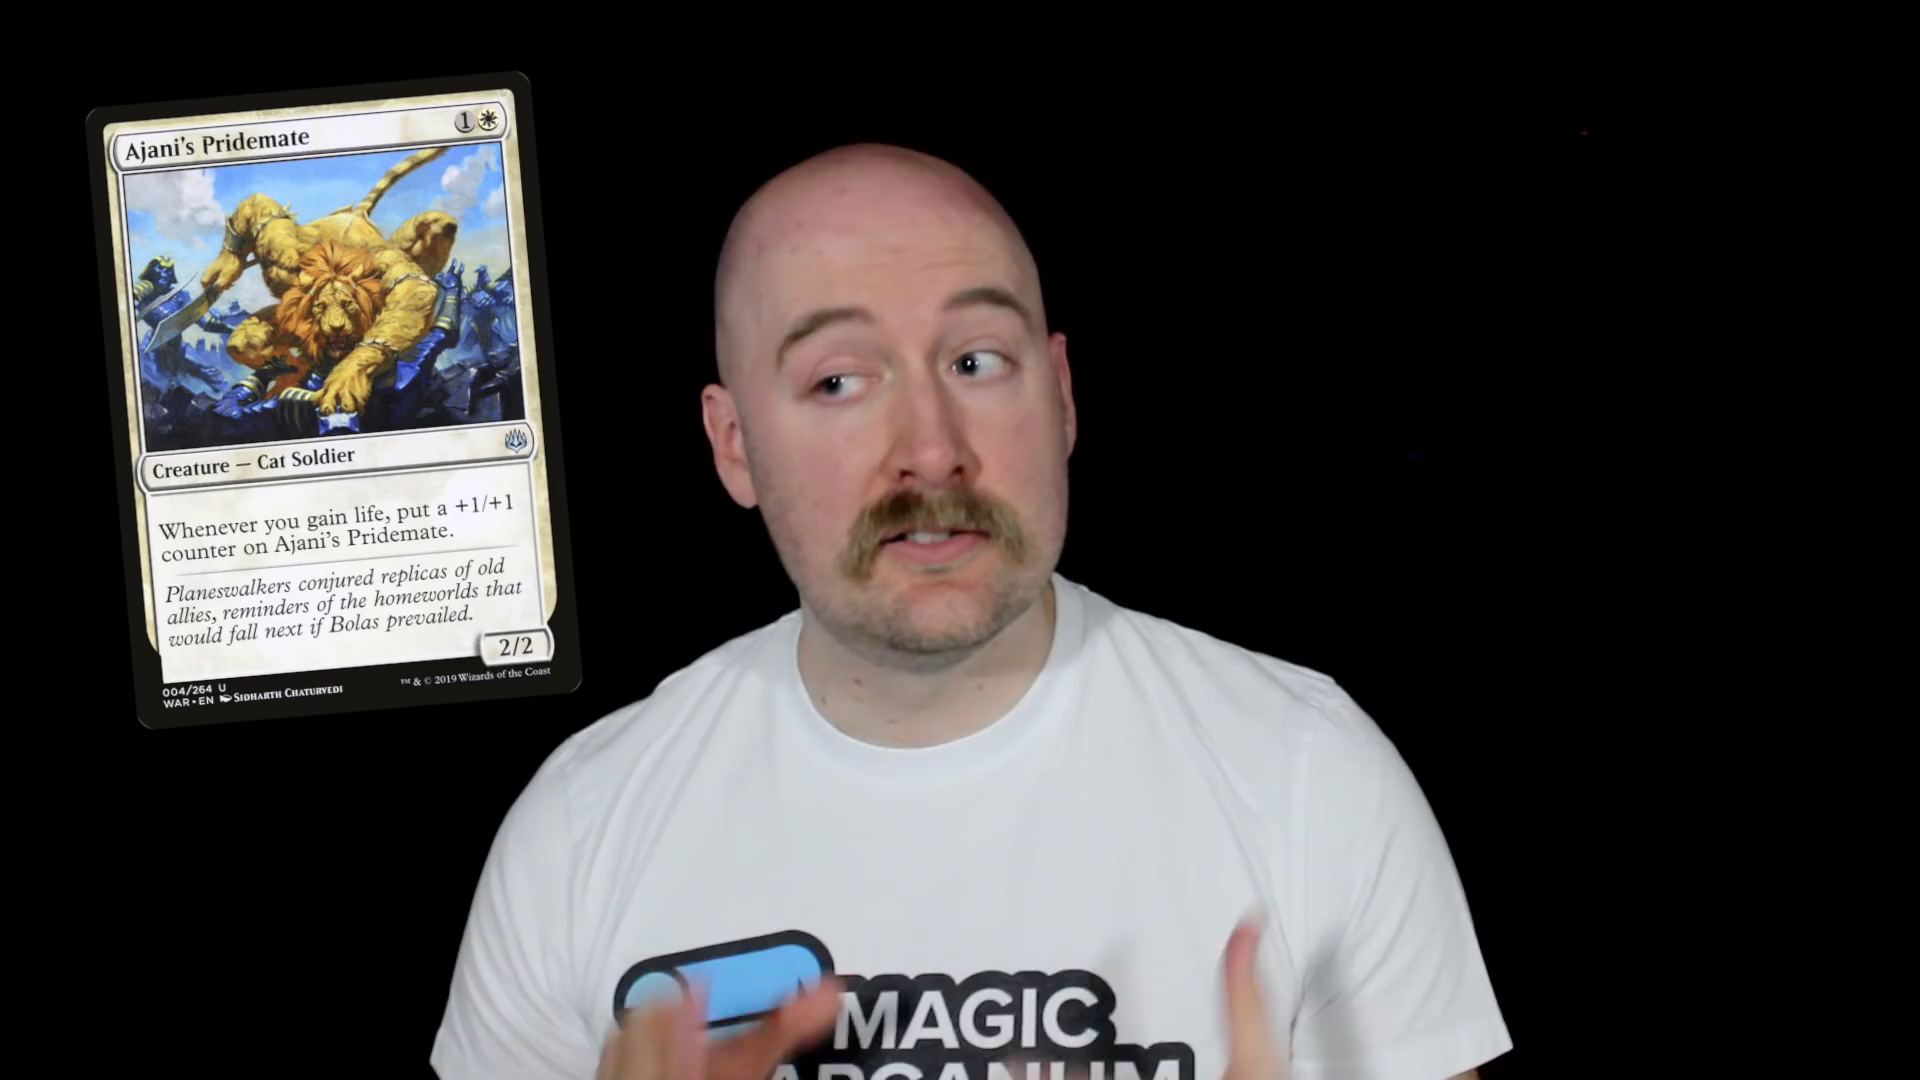 Ajani's Pridemate
1
Creature — Cat Soldier
Whenever you gain life, put a +1/+1
counter on Ajani's Pridemate.
Planeswalkers conjured replicas of old
allies, reminders of the homeworlds that
would fall next if Bolas prevailed.
2/2
004/264 U
WAR • EN Sidharth Chaturvedi
™ & © 2019 Wizards of the Coast
MAGIC
ARCANUM